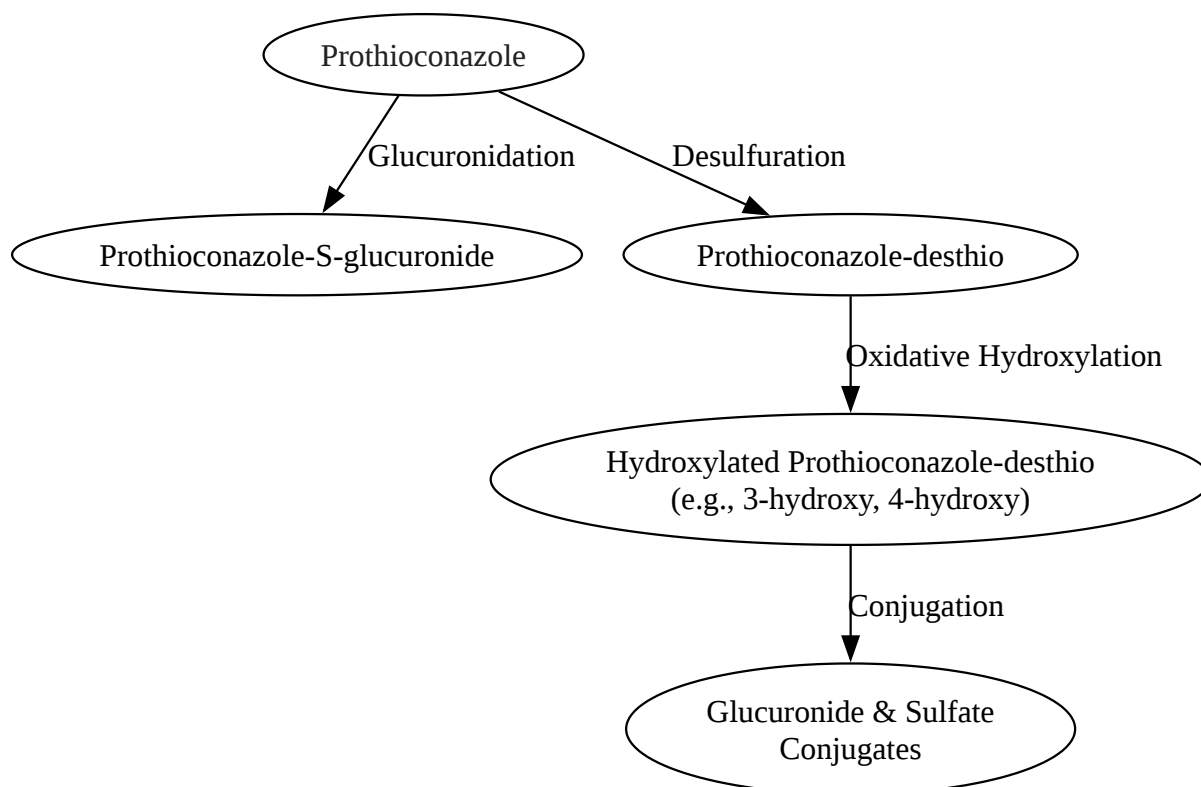 Prothioconazole
Glucuronidation
Desulfuration
Prothioconazole-S-glucuronide
Prothioconazole-desthio
Oxidative Hydroxylation
Hydroxylated Prothioconazole-desthio
(e.g., 3-hydroxy, 4-hydroxy)
Conjugation
Glucuronide & Sulfate
Conjugates